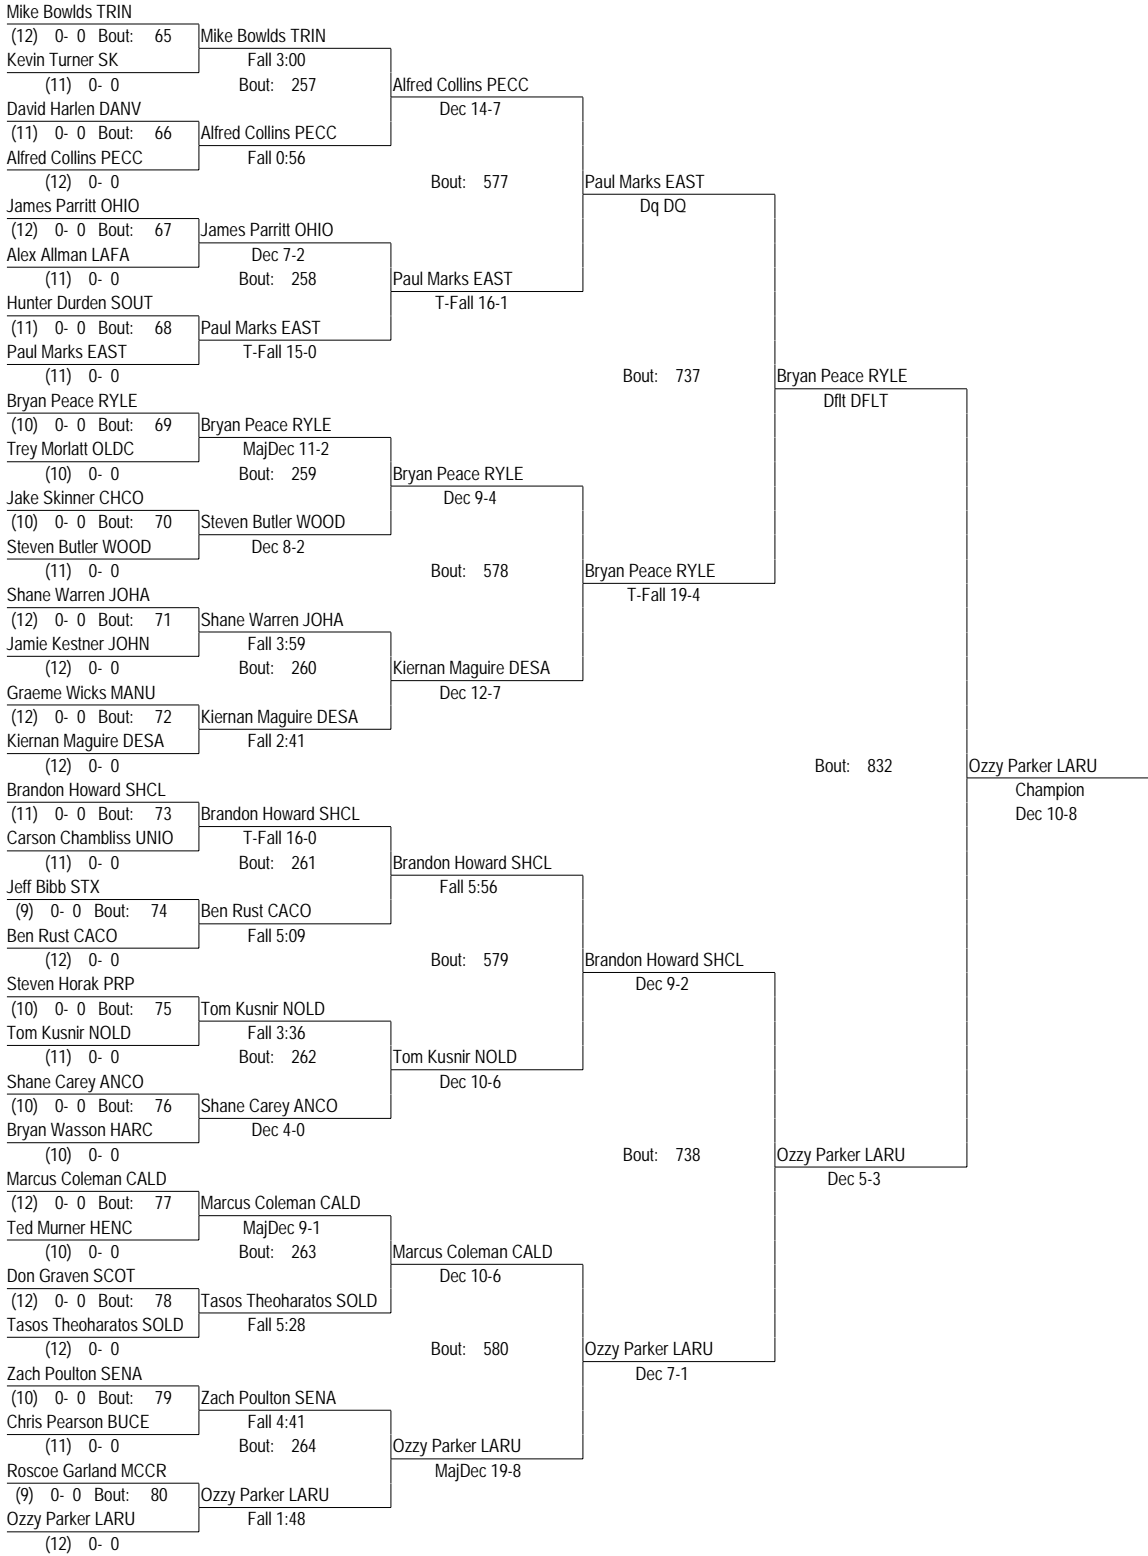 Mike Bowlds TRIN
(12) 0- 0 Bout: 65 Mike Bowlds TRIN
Kevin Turner SK Fall 3:00
(11) 0- 0 Bout: 257 Alfred Collins PECC
David Harlen DANV Dec 14-7
(11) 0- 0 Bout: 66 Alfred Collins PECC
Alfred Collins PECC Fall 0:56
(12) 0- 0 Bout: 577 Paul Marks EAST
James Parritt OHIO Dq DQ
(12) 0- 0 Bout: 67 James Parritt OHIO
Alex Allman LAFA Dec 7-2
(11) 0- 0 Bout: 258 Paul Marks EAST
Hunter Durden SOUT T-Fall 16-1
(11) 0- 0 Bout: 68 Paul Marks EAST
Paul Marks EAST T-Fall 15-0
(11) 0- 0 Bout: 737 Bryan Peace RYLE
Bryan Peace RYLE Dflt DFLT
(10) 0- 0 Bout: 69 Bryan Peace RYLE
Trey Morlatt OLDC MajDec 11-2
(10) 0- 0 Bout: 259 Bryan Peace RYLE
Jake Skinner CHCO Dec 9-4
(10) 0- 0 Bout: 70 Steven Butler WOOD
Steven Butler WOOD Dec 8-2
(11) 0- 0 Bout: 578 Bryan Peace RYLE
Shane Warren JOHA T-Fall 19-4
(12) 0- 0 Bout: 71 Shane Warren JOHA
Jamie Kestner JOHN Fall 3:59
(12) 0- 0 Bout: 260 Kiernan Maguire DESA
Graeme Wicks MANU Dec 12-7
(12) 0- 0 Bout: 72 Kiernan Maguire DESA
Kiernan Maguire DESA Fall 2:41
(12) 0- 0 Bout: 832 Ozzy Parker LARU
Brandon Howard SHCL Champion
(11) 0- 0 Bout: 73 Brandon Howard SHCL Dec 10-8
Carson Chambliss UNIO T-Fall 16-0
(11) 0- 0 Bout: 261 Brandon Howard SHCL
Jeff Bibb STX Fall 5:56
(9) 0- 0 Bout: 74 Ben Rust CACO
Ben Rust CACO Fall 5:09
(12) 0- 0 Bout: 579 Brandon Howard SHCL
Steven Horak PRP Dec 9-2
(10) 0- 0 Bout: 75 Tom Kusnir NOLD
Tom Kusnir NOLD Fall 3:36
(11) 0- 0 Bout: 262 Tom Kusnir NOLD
Shane Carey ANCO Dec 10-6
(10) 0- 0 Bout: 76 Shane Carey ANCO
Bryan Wasson HARC Dec 4-0
(10) 0- 0 Bout: 738 Ozzy Parker LARU
Marcus Coleman CALD Dec 5-3
(12) 0- 0 Bout: 77 Marcus Coleman CALD
Ted Murner HENC MajDec 9-1
(10) 0- 0 Bout: 263 Marcus Coleman CALD
Don Graven SCOT Dec 10-6
(12) 0- 0 Bout: 78 Tasos Theoharatos SOLD
Tasos Theoharatos SOLD Fall 5:28
(12) 0- 0 Bout: 580 Ozzy Parker LARU
Zach Poulton SENA Dec 7-1
(10) 0- 0 Bout: 79 Zach Poulton SENA
Chris Pearson BUCE Fall 4:41
(11) 0- 0 Bout: 264 Ozzy Parker LARU
Roscoe Garland MCCR MajDec 19-8
(9) 0- 0 Bout: 80 Ozzy Parker LARU
Ozzy Parker LARU Fall 1:48
(12) 0- 0